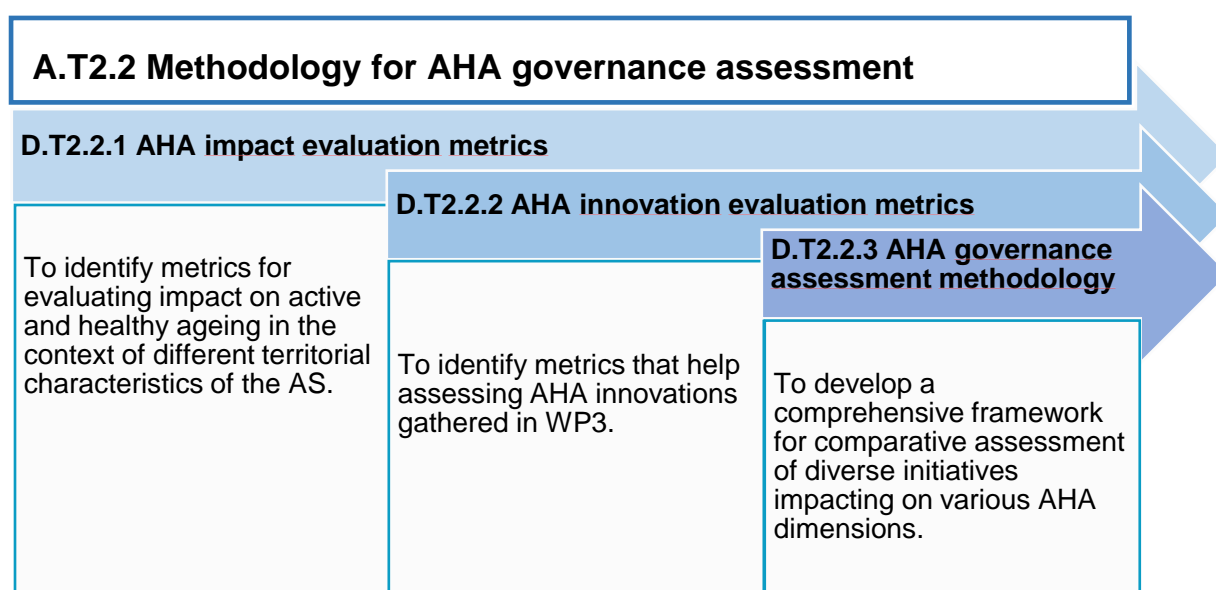 A.T2.2 Methodology for AHA governance assessment
D.T2.2.1 AHA impact evaluation metrics
To identify metrics for
evaluating impact on active
and healthy ageing in the
context of different territorial
characteristics of the AS.
D.T2.2.2 AHA innovation evaluation metrics
To identify metrics that help
assessing AHA innovations
gathered in WP3.
D.T2.2.3 AHA governance
assessment methodology
To develop a
comprehensive framework
for comparative assessment
of diverse initiatives
impacting on various AHA
dimensions.